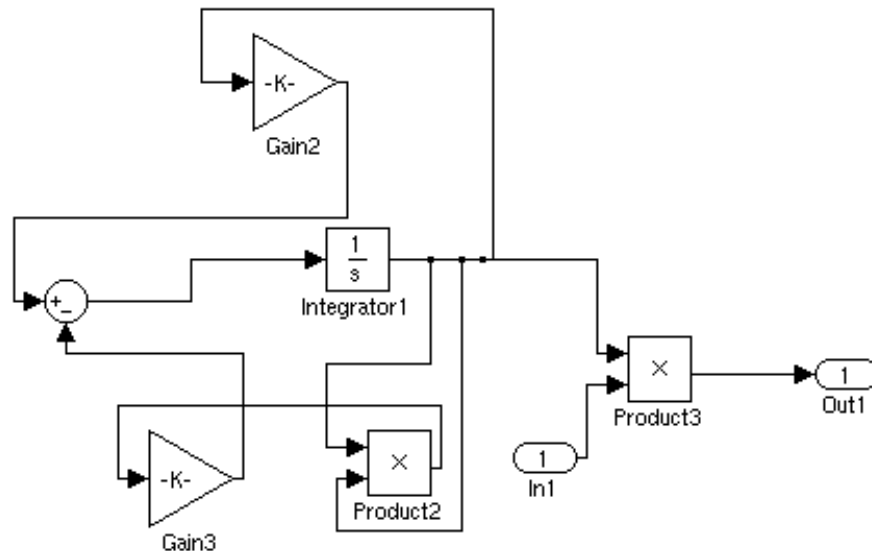 -K-
Gain2
1
s
+
−
Integrator1
×
Product3
1
Out1
-K-
Gain3
×
Product2
1
In1